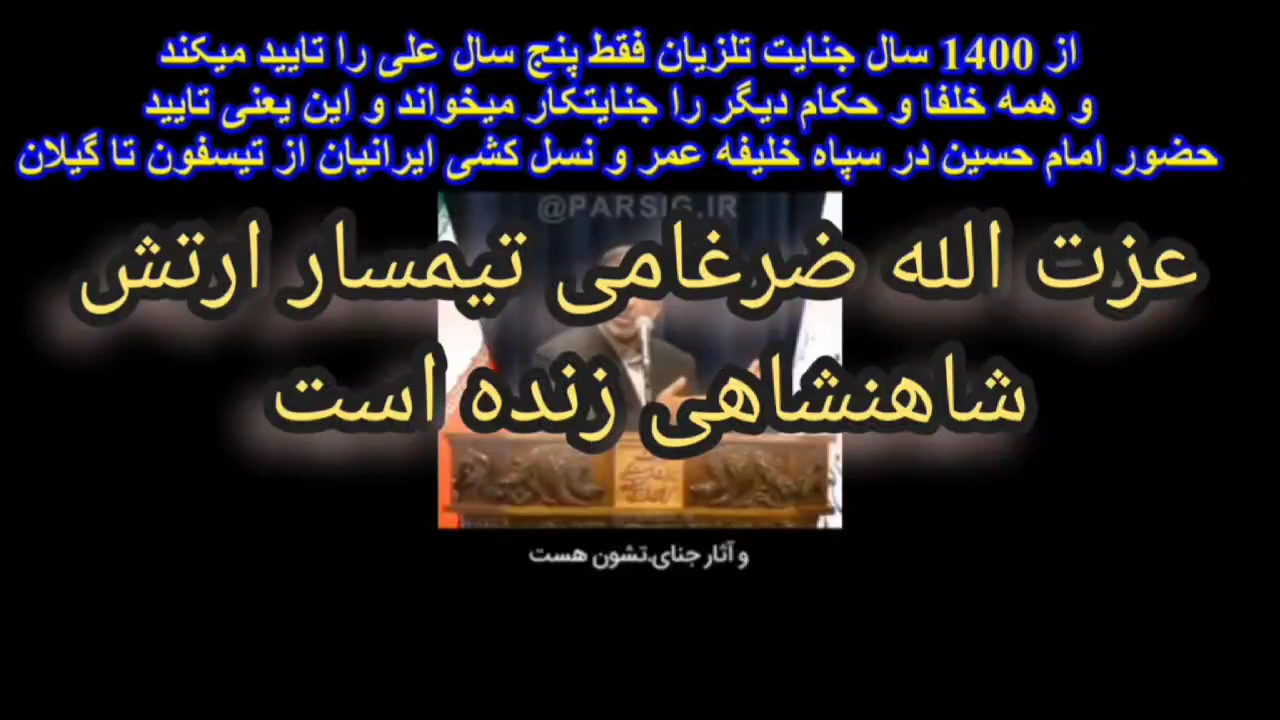 از 1400 سال جنایت تلزیان فقط پنج سال علی را تایید میکند
و همه خلفا و حکام دیگر را جنایتکار میخواند و این یعنی تایید
حضور امام حسین در سپاه خلیفه عمر و نسل کشی ایرانیان از تیسفون تا گیلان
@PARSIG.IR
عزت الله ضرغامی تیمسار ارتش
شاهنشاهی زنده است
و آثار جنای.تشون هست